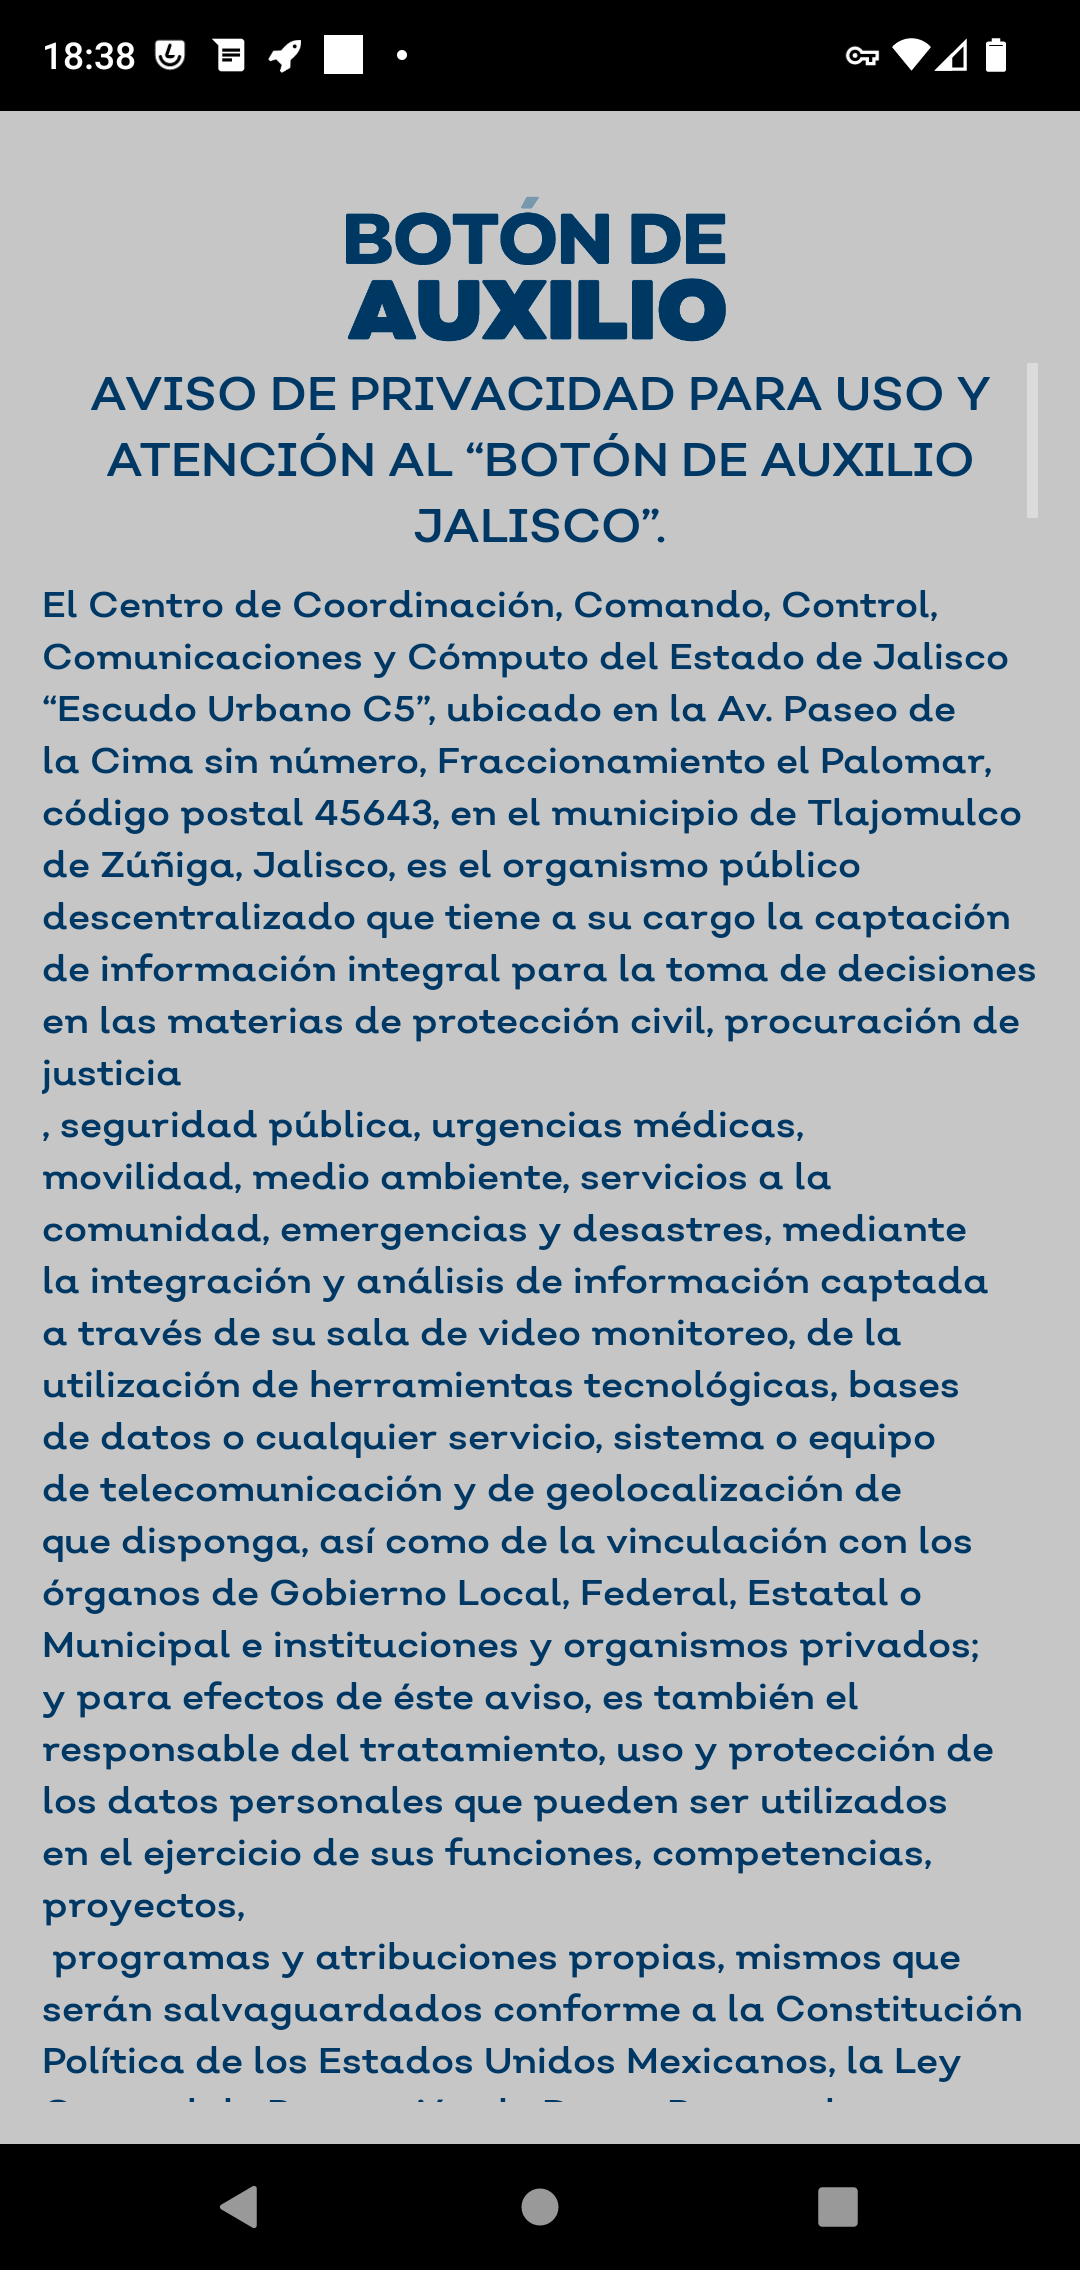 18:38
BOTÓN DE
AUXILIO
AVISO DE PRIVACIDAD PARA USO Y
ATENCIÓN AL “BOTÓN DE AUXILIO
JALISCO”.
El Centro de Coordinación, Comando, Control,
Comunicaciones y Cómputo del Estado de Jalisco
“Escudo Urbano C5”, ubicado en la Av. Paseo de
la Cima sin número, Fraccionamiento el Palomar,
código postal 45643, en el municipio de Tlajomulco
de Zúñiga, Jalisco, es el organismo público
descentralizado que tiene a su cargo la captación
de información integral para la toma de decisiones
en las materias de protección civil, procuración de
justicia
, seguridad pública, urgencias médicas,
movilidad, medio ambiente, servicios a la
comunidad, emergencias y desastres, mediante
la integración y análisis de información captada
a través de su sala de video monitoreo, de la
utilización de herramientas tecnológicas, bases
de datos o cualquier servicio, sistema o equipo
de telecomunicación y de geolocalización de
que disponga, así como de la vinculación con los
órganos de Gobierno Local, Federal, Estatal o
Municipal e instituciones y organismos privados;
y para efectos de éste aviso, es también el
responsable del tratamiento, uso y protección de
los datos personales que pueden ser utilizados
en el ejercicio de sus funciones, competencias,
proyectos,
programas y atribuciones propias, mismos que
serán salvaguardados conforme a la Constitución
Política de los Estados Unidos Mexicanos, la Ley